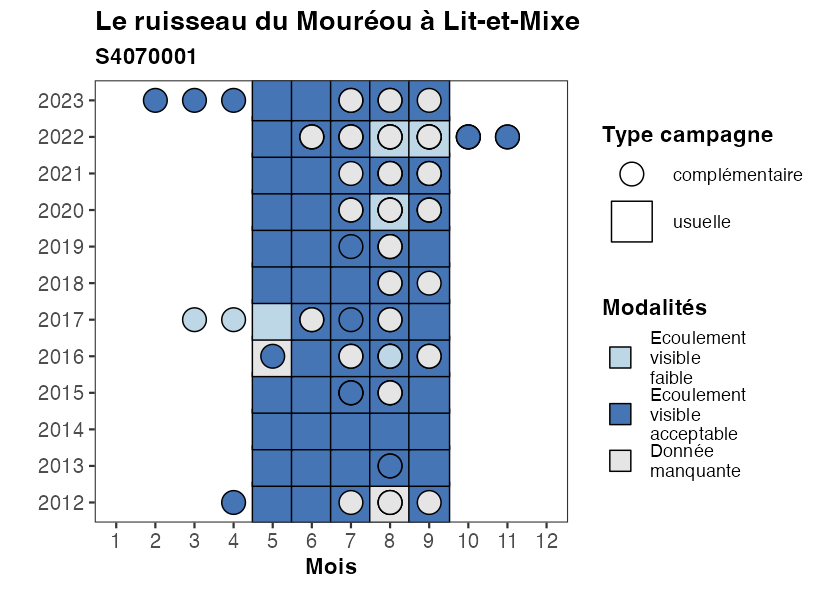 Le ruisseau du Mouréou à Lit-et-Mixe
S4070001
2023
2022
2021
2020
2019
2018
2017
2016
2015
2014
2013
2012
1 2 3 4 5 6 7 8 9 10 11 12
Mois
Type campagne
complémentaire
usuelle
Modalités
Ecoulement
visible
faible
Ecoulement
visible
acceptable
Donnée
manquante